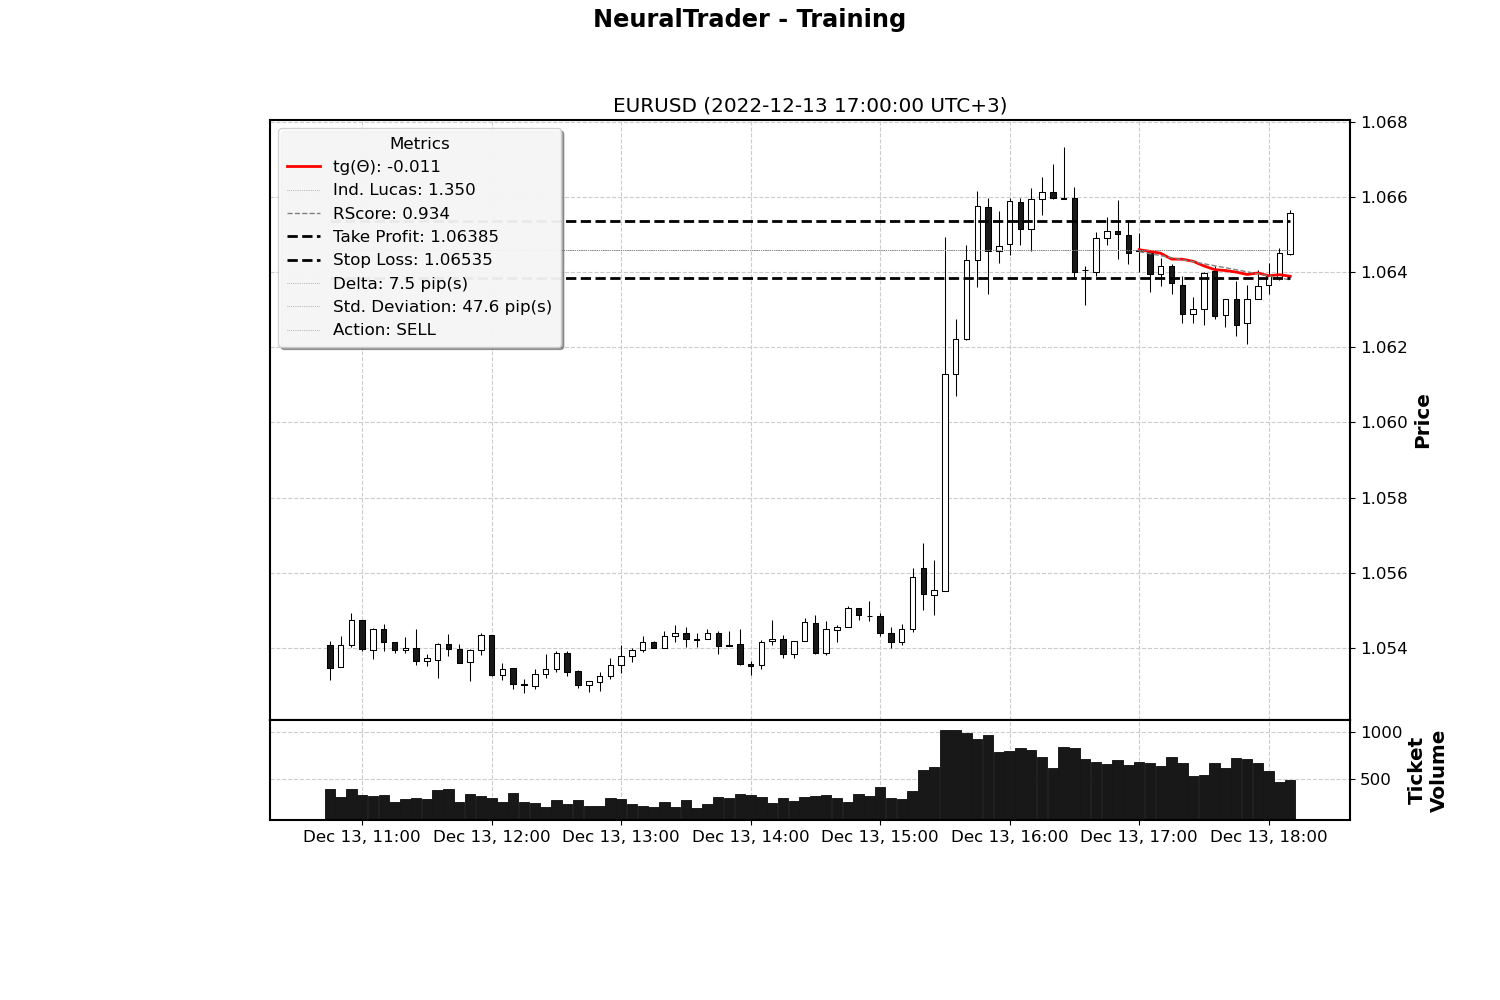 NeuralTrader - Training
EURUSD (2022-12-13 17:00:00 UTC+3)
Metrics
tg(Θ): -0.011
Ind. Lucas: 1.350
RScore: 0.934
Take Profit: 1.06385
Stop Loss: 1.06535
Delta: 7.5 pip(s)
Std. Deviation: 47.6 pip(s)
Action: SELL
1.068
1.066
1.064
1.062
1.060
1.058
1.056
1.054
Price
1000
500
Ticket
Volume
Dec 13, 11:00 Dec 13, 12:00 Dec 13, 13:00 Dec 13, 14:00 Dec 13, 15:00 Dec 13, 16:00 Dec 13, 17:00 Dec 13, 18:00